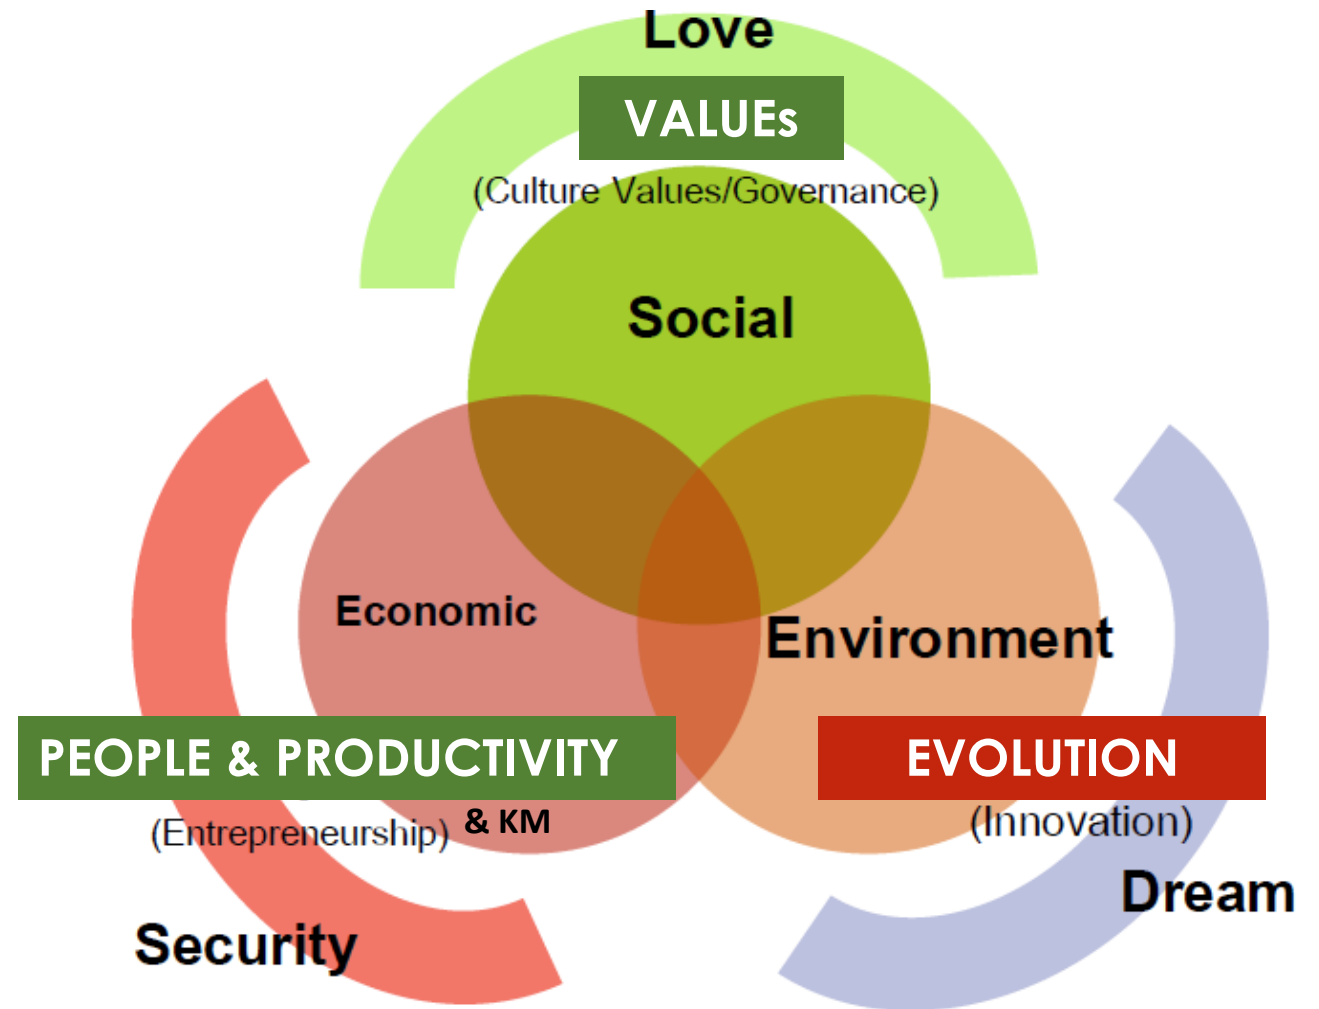 Love
VALUEs
(Culture Values/Governance)
Social
Economic
Environment
PEOPLE & PRODUCTIVITY
EVOLUTION
(Entrepreneurship) & KM
(Innovation)
Dream
Security